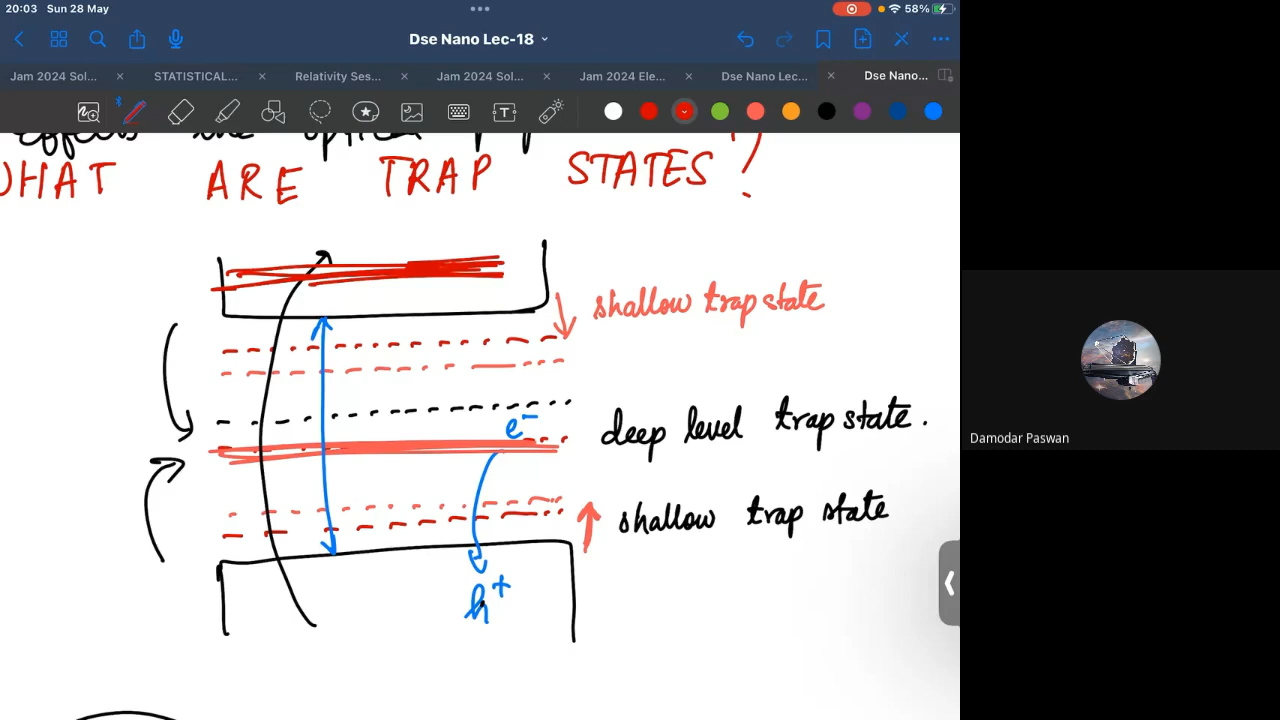 20:03 Sun 28 May
58%
Dse Nano Lec-18
Jam 2024 Sol...
STATISTICAL...
Relativity Ses...
Jam 2024 Sol...
Jam 2024 Ele...
Dse Nano Lec...
Dse Nano...
effects the
WHAT ARE TRAP STATES?
shallow trap state
e⁻
deep level trap state.
shallow trap state
h⁺
Damodar Paswan